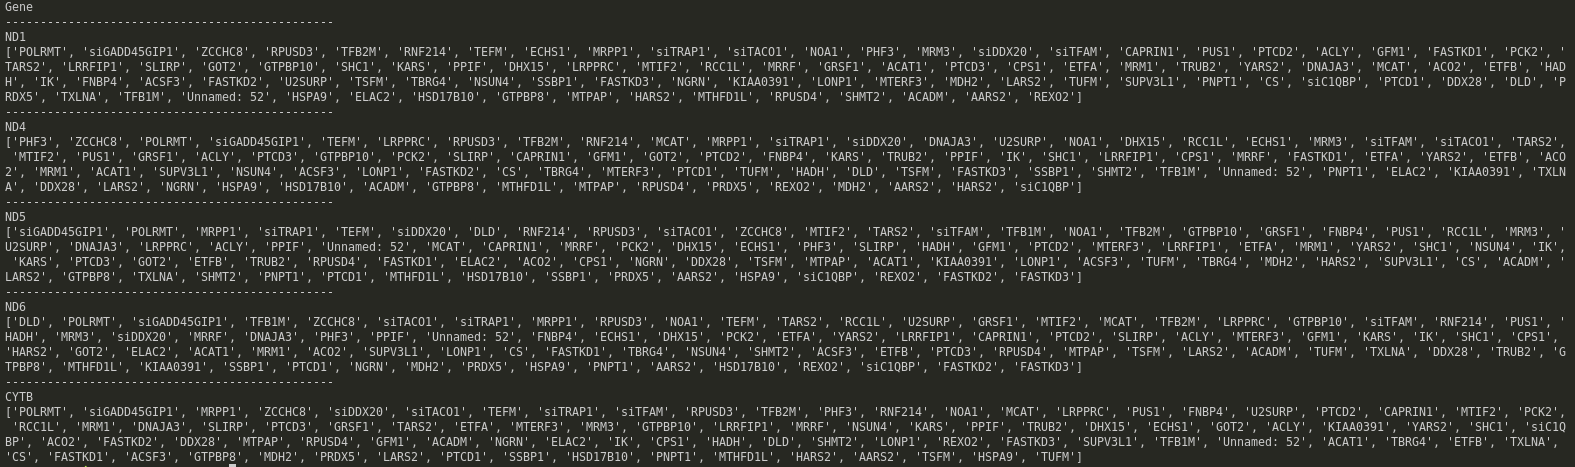 Gene
-----------------------------------------------
ND1
['POLRMT', 'siGADD45GIP1', 'ZCCHC8', 'RPUSD3', 'TFB2M', 'RNF214', 'TEFM', 'ECHS1', 'MRPP1', 'siTRAP1', 'siTACO1', 'NOA1', 'PHF3', 'MRM3', 'siDDX20', 'siTFAM', 'CAPRIN1', 'PUS1', 'PTCD2', 'ACLY', 'GFM1', 'FASTKD1', 'PCK2', '
TARS2', 'LRRFIP1', 'SLIRP', 'GOT2', 'GTPBP10', 'SHC1', 'KARS', 'PPIF', 'DHX15', 'LRPPRC', 'MTIF2', 'RCC1L', 'MRRF', 'GRSF1', 'ACAT1', 'PTCD3', 'CPS1', 'ETFA', 'MRM1', 'TRUB2', 'YARS2', 'DNAJA3', 'MCAT', 'ACO2', 'ETFB', 'HAD
H', 'IK', 'FNBP4', 'ACSF3', 'FASTKD2', 'U2SURP', 'TSFM', 'TBRG4', 'NSUN4', 'SSBP1', 'FASTKD3', 'NGRN', 'KIAA0391', 'LONP1', 'MTERF3', 'MDH2', 'LARS2', 'TUFM', 'SUPV3L1', 'PNPT1', 'CS', 'siC1QBP', 'PTCD1', 'DDX28', 'DLD', 'P
RDX5', 'TXLNA', 'TFB1M', 'Unnamed: 52', 'HSPA9', 'ELAC2', 'HSD17B10', 'GTPBP8', 'MTPAP', 'HARS2', 'MTHFD1L', 'RPUSD4', 'SHMT2', 'ACADM', 'AARS2', 'REXO2']
-----------------------------------------------
ND4
['PHF3', 'ZCCHC8', 'POLRMT', 'siGADD45GIP1', 'TEFM', 'LRPPRC', 'RPUSD3', 'TFB2M', 'RNF214', 'MCAT', 'MRPP1', 'siTRAP1', 'siDDX20', 'DNAJA3', 'U2SURP', 'NOA1', 'DHX15', 'RCC1L', 'ECHS1', 'MRM3', 'siTFAM', 'siTACO1', 'TARS2',
'MTIF2', 'PUS1', 'GRSF1', 'ACLY', 'PTCD3', 'GTPBP10', 'PCK2', 'SLIRP', 'CAPRIN1', 'GFM1', 'GOT2', 'PTCD2', 'FNBP4', 'KARS', 'TRUB2', 'PPIF', 'IK', 'SHC1', 'LRRFIP1', 'CPS1', 'MRRF', 'FASTKD1', 'ETFA', 'YARS2', 'ETFB', 'ACO
2', 'MRM1', 'ACAT1', 'SUPV3L1', 'NSUN4', 'ACSF3', 'LONP1', 'FASTKD2', 'CS', 'TBRG4', 'MTERF3', 'PTCD1', 'TUFM', 'HADH', 'DLD', 'TSFM', 'FASTKD3', 'SSBP1', 'SHMT2', 'TFB1M', 'Unnamed: 52', 'PNPT1', 'ELAC2', 'KIAA0391', 'TXLN
A', 'DDX28', 'LARS2', 'NGRN', 'HSPA9', 'HSD17B10', 'ACADM', 'GTPBP8', 'MTHFD1L', 'MTPAP', 'RPUSD4', 'PRDX5', 'REXO2', 'MDH2', 'AARS2', 'HARS2', 'siC1QBP']
-----------------------------------------------
ND5
['siGADD45GIP1', 'POLRMT', 'MRPP1', 'siTRAP1', 'TEFM', 'siDDX20', 'DLD', 'RNF214', 'RPUSD3', 'siTACO1', 'ZCCHC8', 'MTIF2', 'TARS2', 'siTFAM', 'TFB1M', 'NOA1', 'TFB2M', 'GTPBP10', 'GRSF1', 'FNBP4', 'PUS1', 'RCC1L', 'MRM3', '
U2SURP', 'DNAJA3', 'LRPPRC', 'ACLY', 'PPIF', 'Unnamed: 52', 'MCAT', 'CAPRIN1', 'MRRF', 'PCK2', 'DHX15', 'ECHS1', 'PHF3', 'SLIRP', 'HADH', 'GFM1', 'PTCD2', 'MTERF3', 'LRRFIP1', 'ETFA', 'MRM1', 'YARS2', 'SHC1', 'NSUN4', 'IK',
'KARS', 'PTCD3', 'GOT2', 'ETFB', 'TRUB2', 'RPUSD4', 'FASTKD1', 'ELAC2', 'ACO2', 'CPS1', 'NGRN', 'DDX28', 'TSFM', 'MTPAP', 'ACAT1', 'KIAA0391', 'LONP1', 'ACSF3', 'TUFM', 'TBRG4', 'MDH2', 'HARS2', 'SUPV3L1', 'CS', 'ACADM', '
LARS2', 'GTPBP8', 'TXLNA', 'SHMT2', 'PNPT1', 'PTCD1', 'MTHFD1L', 'HSD17B10', 'SSBP1', 'PRDX5', 'AARS2', 'HSPA9', 'siC1QBP', 'REXO2', 'FASTKD2', 'FASTKD3']
-----------------------------------------------
ND6
['DLD', 'POLRMT', 'siGADD45GIP1', 'TFB1M', 'ZCCHC8', 'siTACO1', 'siTRAP1', 'MRPP1', 'RPUSD3', 'NOA1', 'TEFM', 'TARS2', 'RCC1L', 'U2SURP', 'GRSF1', 'MTIF2', 'MCAT', 'TFB2M', 'LRPPRC', 'GTPBP10', 'siTFAM', 'RNF214', 'PUS1', '
HADH', 'MRM3', 'siDDX20', 'MRRF', 'DNAJA3', 'PHF3', 'PPIF', 'Unnamed: 52', 'FNBP4', 'ECHS1', 'DHX15', 'PCK2', 'ETFA', 'YARS2', 'LRRFIP1', 'CAPRIN1', 'PTCD2', 'SLIRP', 'ACLY', 'MTERF3', 'GFM1', 'KARS', 'IK', 'SHC1', 'CPS1',
'HARS2', 'GOT2', 'ELAC2', 'ACAT1', 'MRM1', 'ACO2', 'SUPV3L1', 'LONP1', 'CS', 'FASTKD1', 'TBRG4', 'NSUN4', 'SHMT2', 'ACSF3', 'ETFB', 'PTCD3', 'RPUSD4', 'MTPAP', 'TSFM', 'LARS2', 'ACADM', 'TUFM', 'TXLNA', 'DDX28', 'TRUB2', 'G
TPBP8', 'MTHFD1L', 'KIAA0391', 'SSBP1', 'PTCD1', 'NGRN', 'MDH2', 'PRDX5', 'HSPA9', 'PNPT1', 'AARS2', 'HSD17B10', 'REXO2', 'siC1QBP', 'FASTKD2', 'FASTKD3']
-----------------------------------------------
CYTB
['POLRMT', 'siGADD45GIP1', 'MRPP1', 'ZCCHC8', 'siDDX20', 'siTACO1', 'TEFM', 'siTRAP1', 'siTFAM', 'RPUSD3', 'TFB2M', 'PHF3', 'RNF214', 'NOA1', 'MCAT', 'LRPPRC', 'PUS1', 'FNBP4', 'U2SURP', 'PTCD2', 'CAPRIN1', 'MTIF2', 'PCK2',
'RCC1L', 'MRM1', 'DNAJA3', 'SLIRP', 'PTCD3', 'GRSF1', 'TARS2', 'ETFA', 'MTERF3', 'MRM3', 'GTPBP10', 'LRRFIP1', 'MRRF', 'NSUN4', 'KARS', 'PPIF', 'TRUB2', 'DHX15', 'ECHS1', 'GOT2', 'ACLY', 'KIAA0391', 'YARS2', 'SHC1', 'siC1Q
BP', 'ACO2', 'FASTKD2', 'DDX28', 'MTPAP', 'RPUSD4', 'GFM1', 'ACADM', 'NGRN', 'ELAC2', 'IK', 'CPS1', 'HADH', 'DLD', 'SHMT2', 'LONP1', 'REXO2', 'FASTKD3', 'SUPV3L1', 'TFB1M', 'Unnamed: 52', 'ACAT1', 'TBRG4', 'ETFB', 'TXLNA',
'CS', 'FASTKD1', 'ACSF3', 'GTPBP8', 'MDH2', 'PRDX5', 'LARS2', 'PTCD1', 'SSBP1', 'HSD17B10', 'PNPT1', 'MTHFD1L', 'HARS2', 'AARS2', 'TSFM', 'HSPA9', 'TUFM']